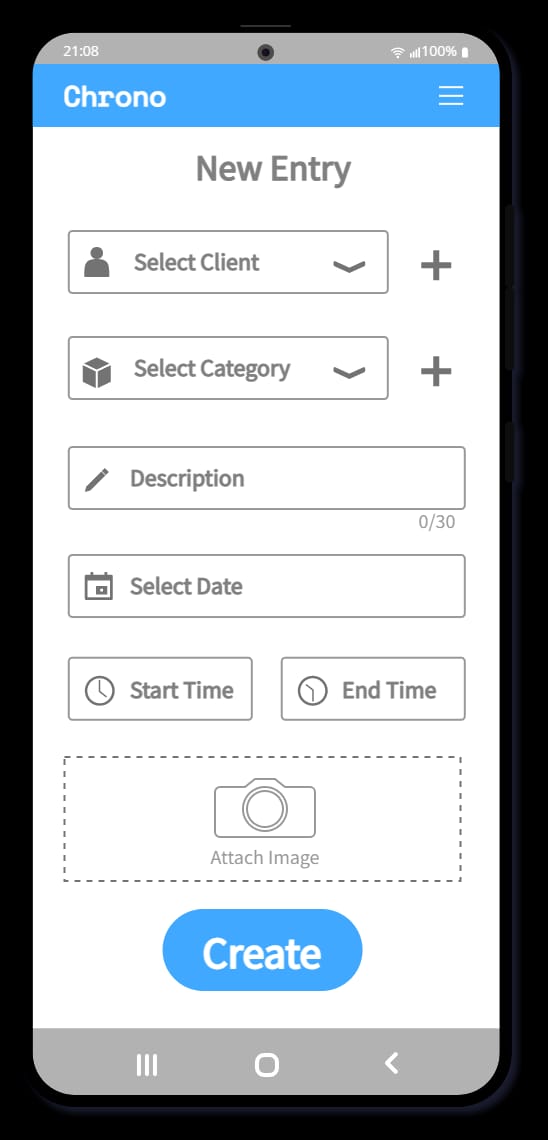 21:08 100%
Chrono
New Entry
Select Client
Select Category
Description
0/30
Select Date
Start Time End Time
Attach Image
Create